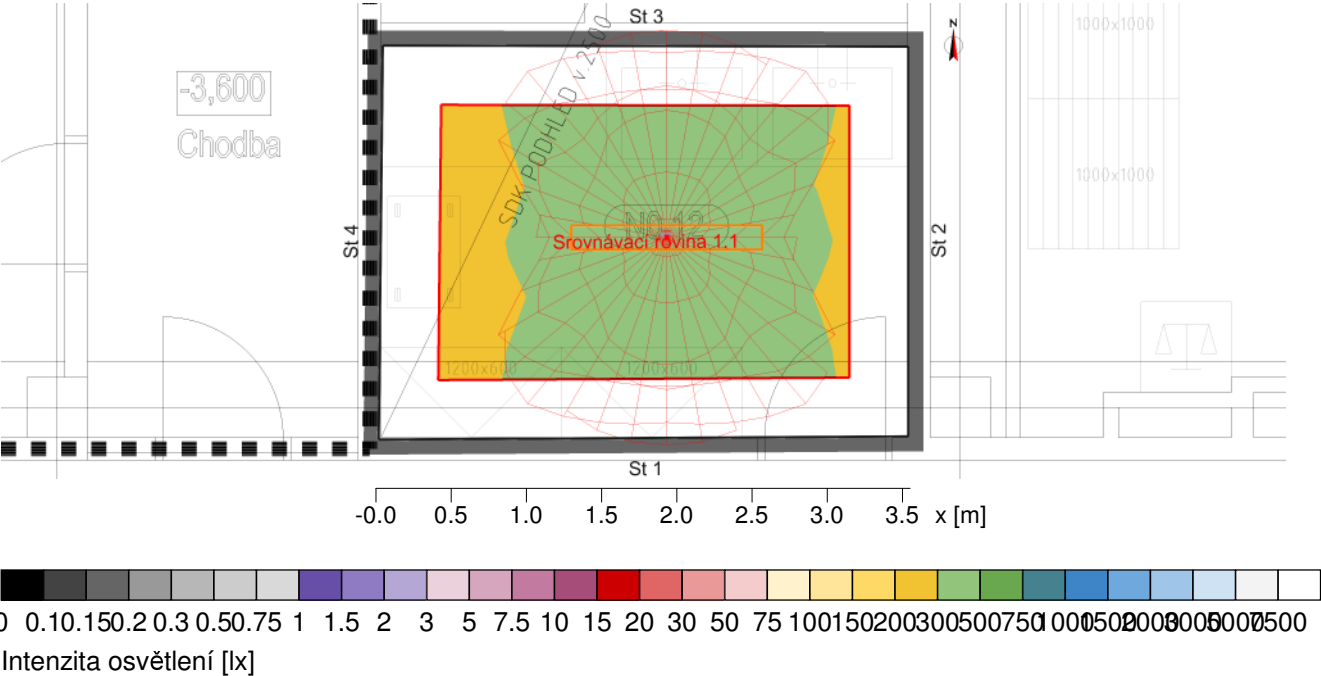 St 3
1000x1000
-3,600
Chodba
SDK PODHLED v.2500
1000x1000
N0.12
Srovnávací rovina 1.1
St 4
St 2
1200x600
1200x600
St 1
-0.0 0.5 1.0 1.5 2.0 2.5 3.0 3.5 x [m]
0 0.1 0.15 0.2 0.3 0.5 0.75 1 1.5 2 3 5 7.5 10 15 20 30 50 75 100 150 200 300 500 750 1000 1500 2000 3000 5000 7500
Intenzita osvětlení [lx]